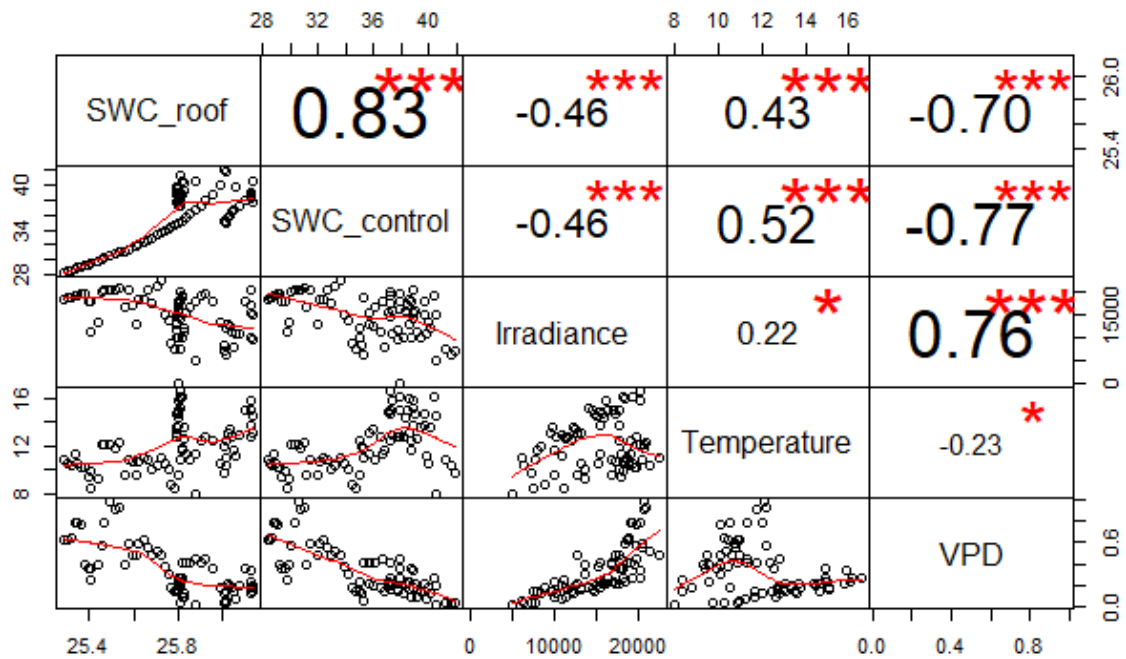 28 32 36 40 8 10 12 14 16
SWC_roof 0.83 *** -0.46 *** 0.43 *** -0.70 *** 25.4 26.0
28 34 40 SWC_control -0.46 *** 0.52 *** -0.77 ***
Irradiance 0.22 * 0.76 *** 0 15000
8 12 16 Temperature -0.23 *
VPD 0.0 0.6
25.4 25.8 0 10000 20000 0.0 0.4 0.8